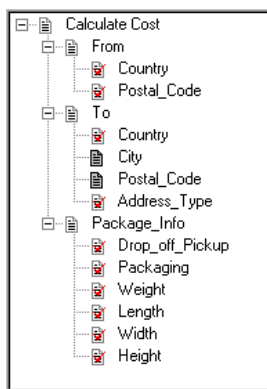 Calculate Cost
From
Country
Postal_Code
To
Country
City
Postal_Code
Address_Type
Package_Info
Drop_off_Pickup
Packaging
Weight
Length
Width
Height